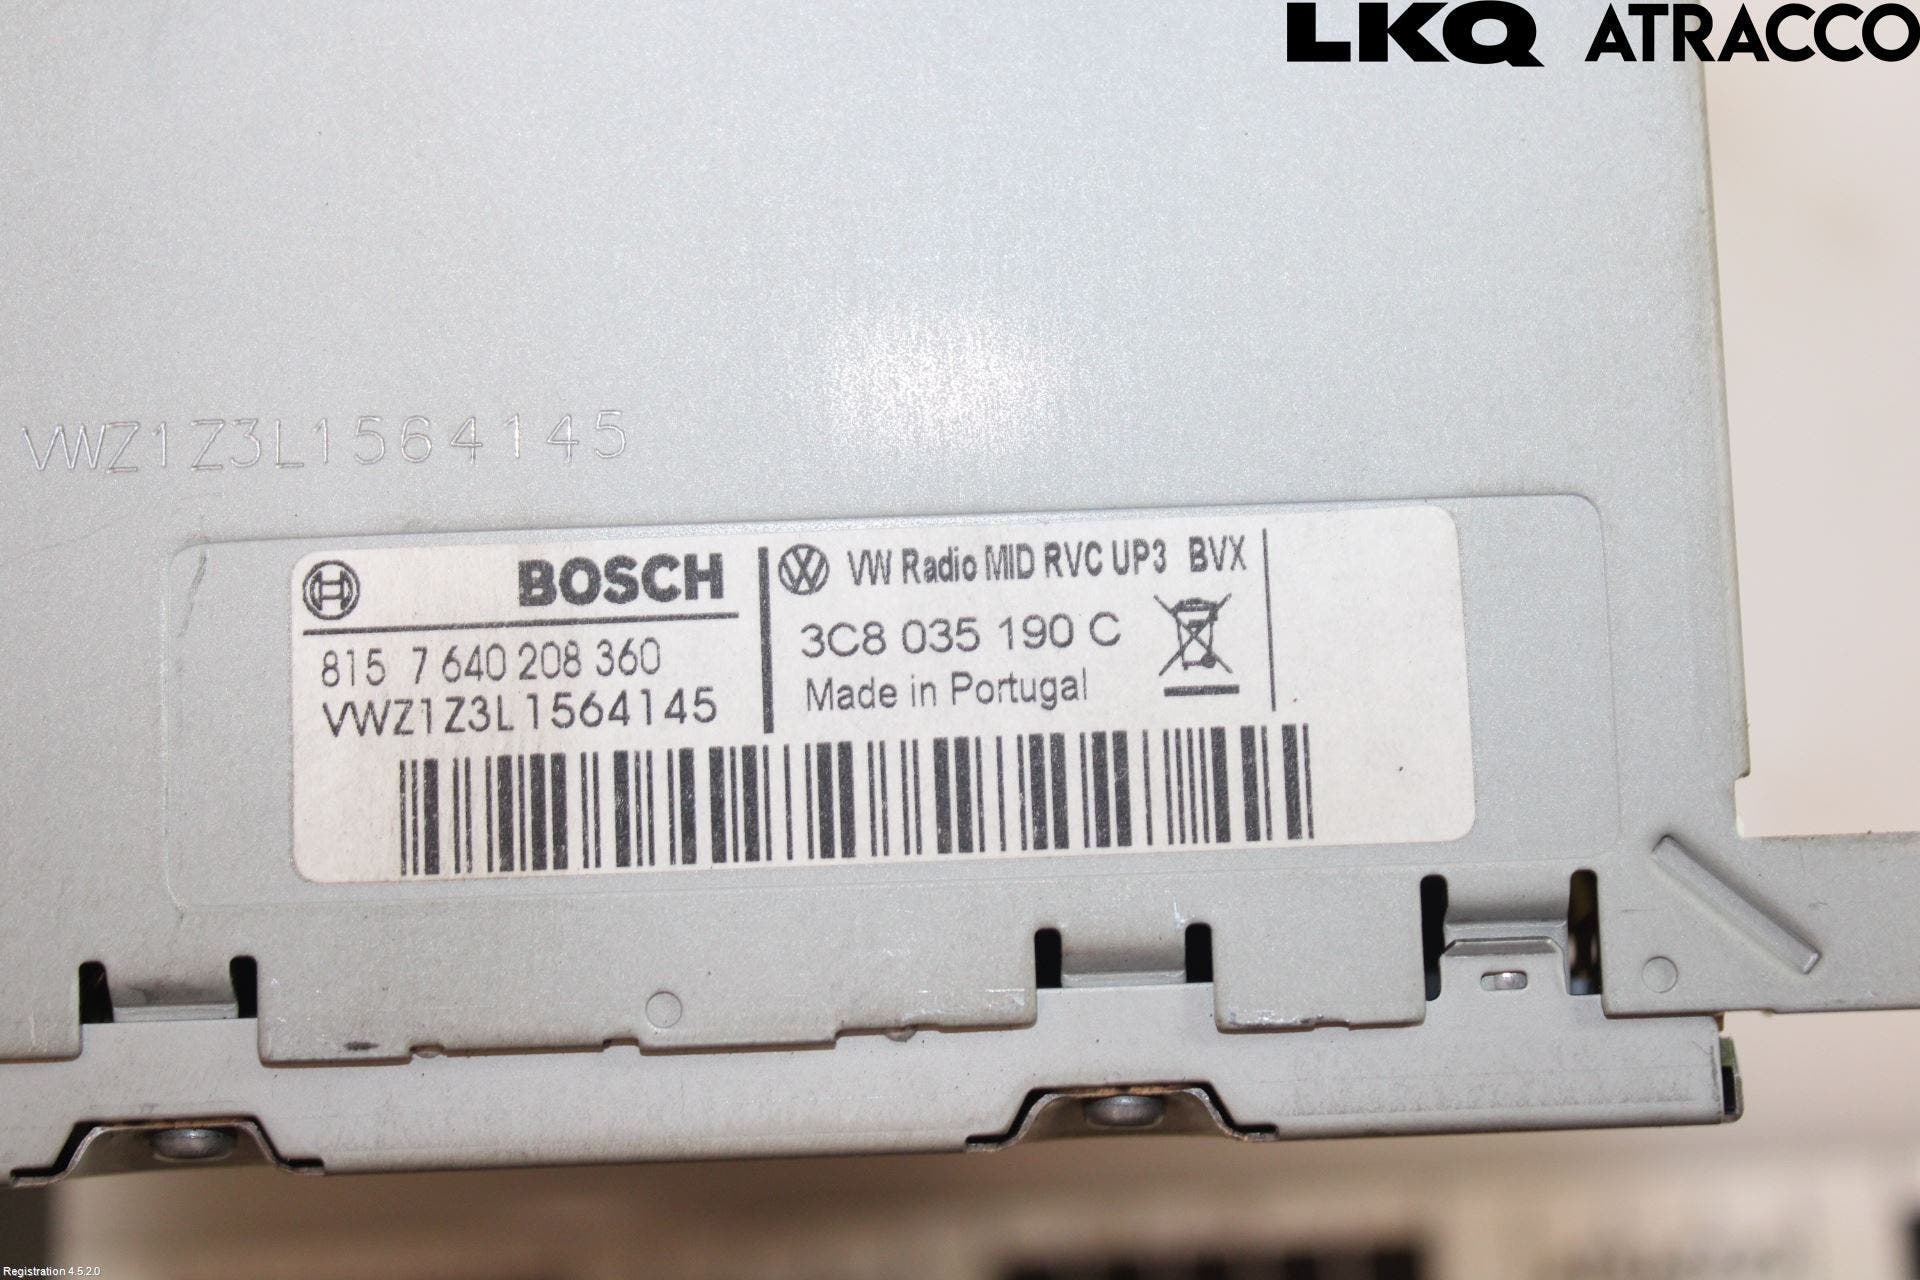 LKQ ATRACCO
VWZ1Z3L1564145
BOSCH
815 7 640 208 360
VWZ1Z3L1564145
VW Radio MID RVC UP3 BVX
3C8 035 190 C
Made in Portugal
Registration 4.5.2.0